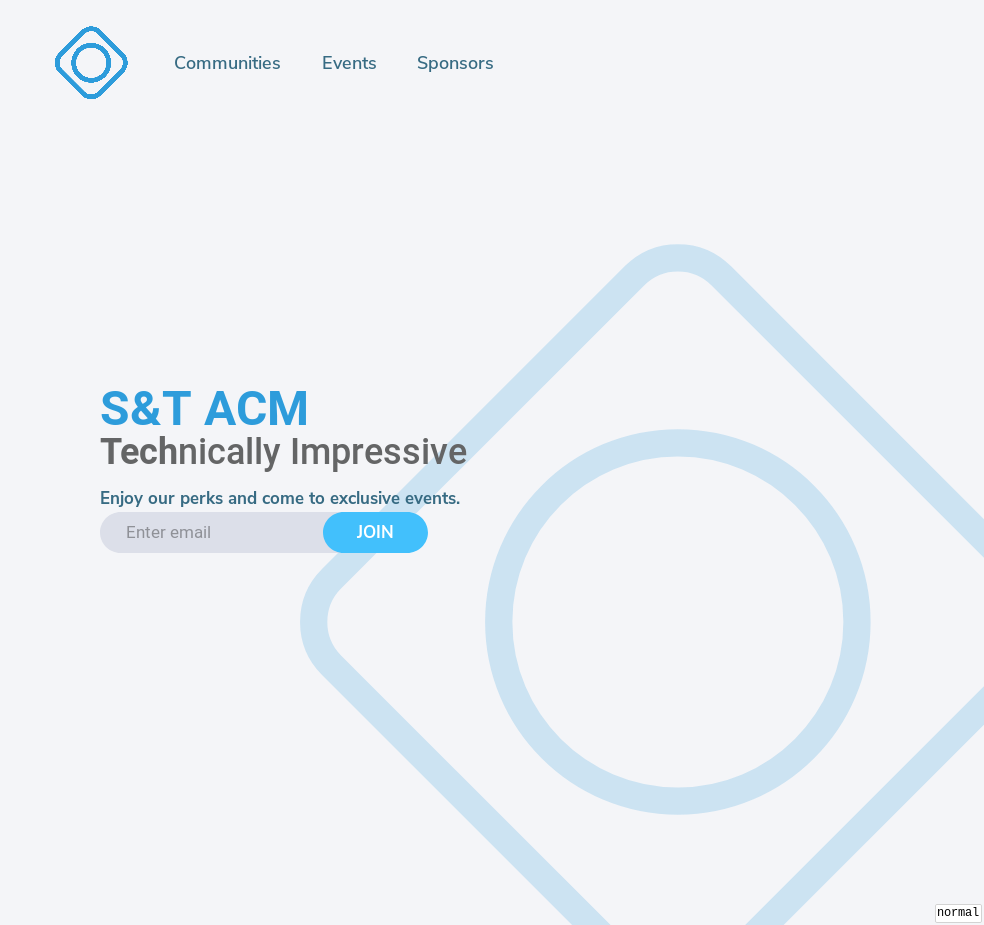 Communities Events Sponsors
S&T ACM
Technically Impressive
Enjoy our perks and come to exclusive events.
Enter email JOIN
normal